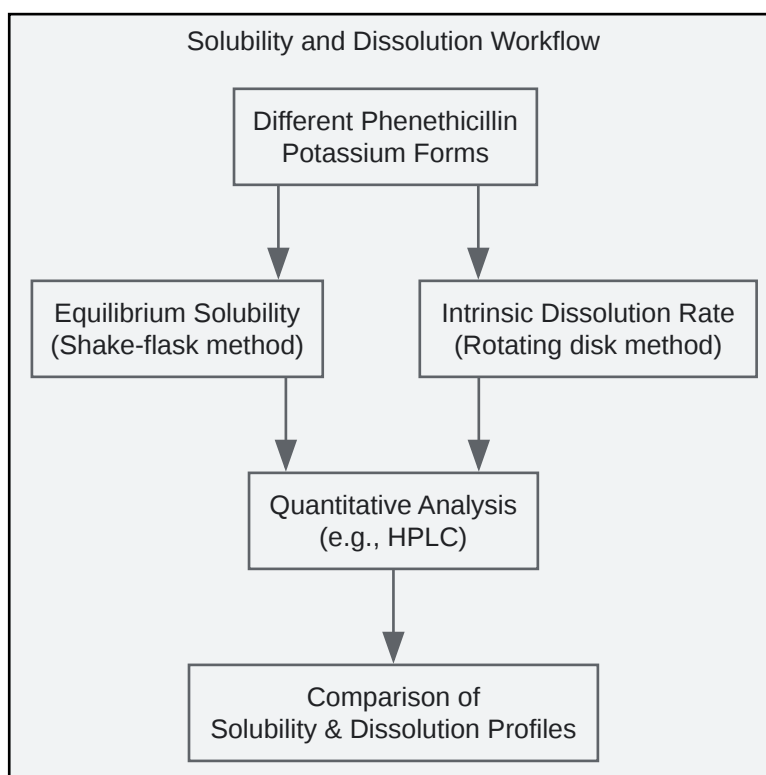 Solubility and Dissolution Workflow
Different Phenethicillin
Potassium Forms
Equilibrium Solubility
(Shake-flask method)
Intrinsic Dissolution Rate
(Rotating disk method)
Quantitative Analysis
(e.g., HPLC)
Comparison of
Solubility & Dissolution Profiles